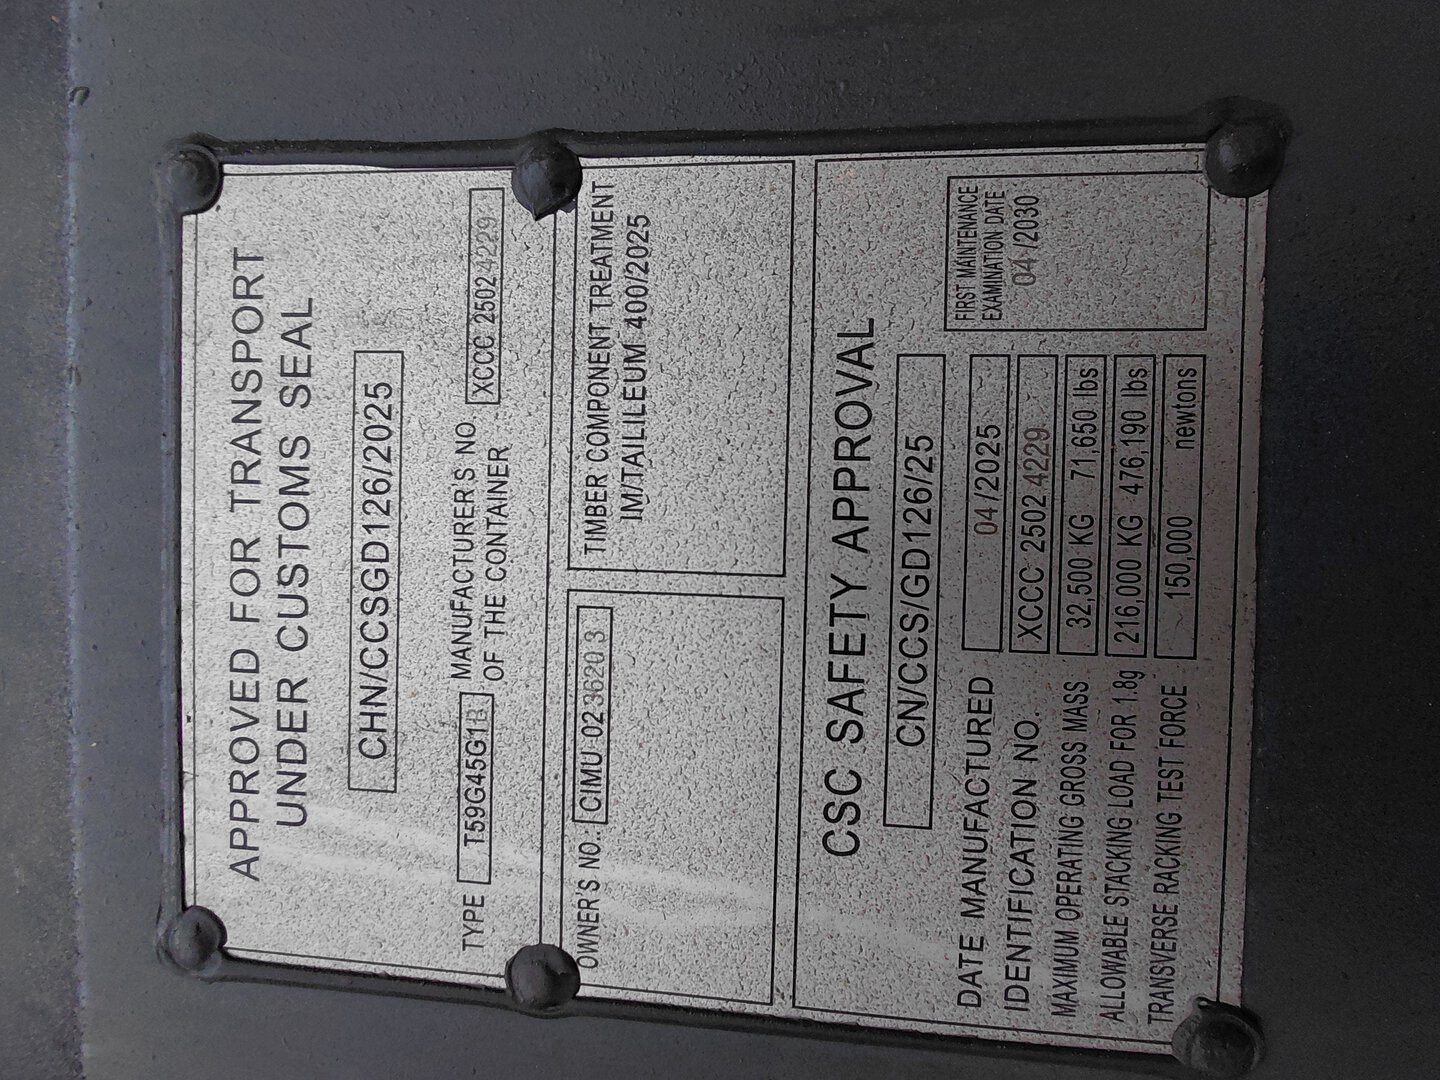 APPROVED FOR TRANSPORT
UNDER CUSTOMS SEAL
CHN/CCSGD126/2025
TYPE T59G45G1B MANUFACTURER'S NO. XCCC 2502 4229
OF THE CONTAINER
OWNER'S NO.: CIMU 023620 3
TIMBER COMPONENT TREATMENT
IM/TAILILEUM 400/2025
CSC SAFETY APPROVAL
CN/CCS/GD126/25
DATE MANUFACTURED 04/2025
IDENTIFICATION NO. XCCC 2502 4229
MAXIMUM OPERATING GROSS MASS 32,500 KG 71,650 lbs
ALLOWABLE STACKING LOAD FOR 1.8g 216,000 KG 476,190 lbs
TRANSVERSE RACKING TEST FORCE 150,000 newtons
FIRST MAINTENANCE
EXAMINATION DATE
04/2030